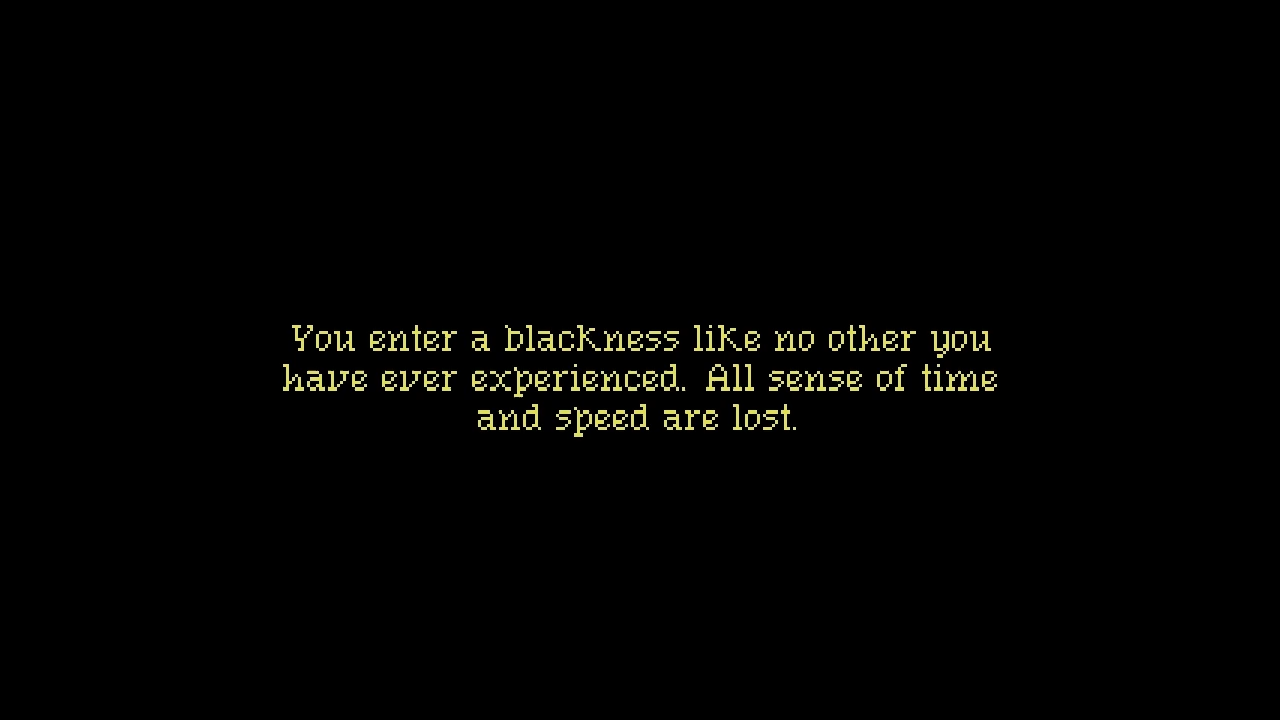 You enter a blackness like no other you
have ever experienced. All sense of time
and speed are lost.